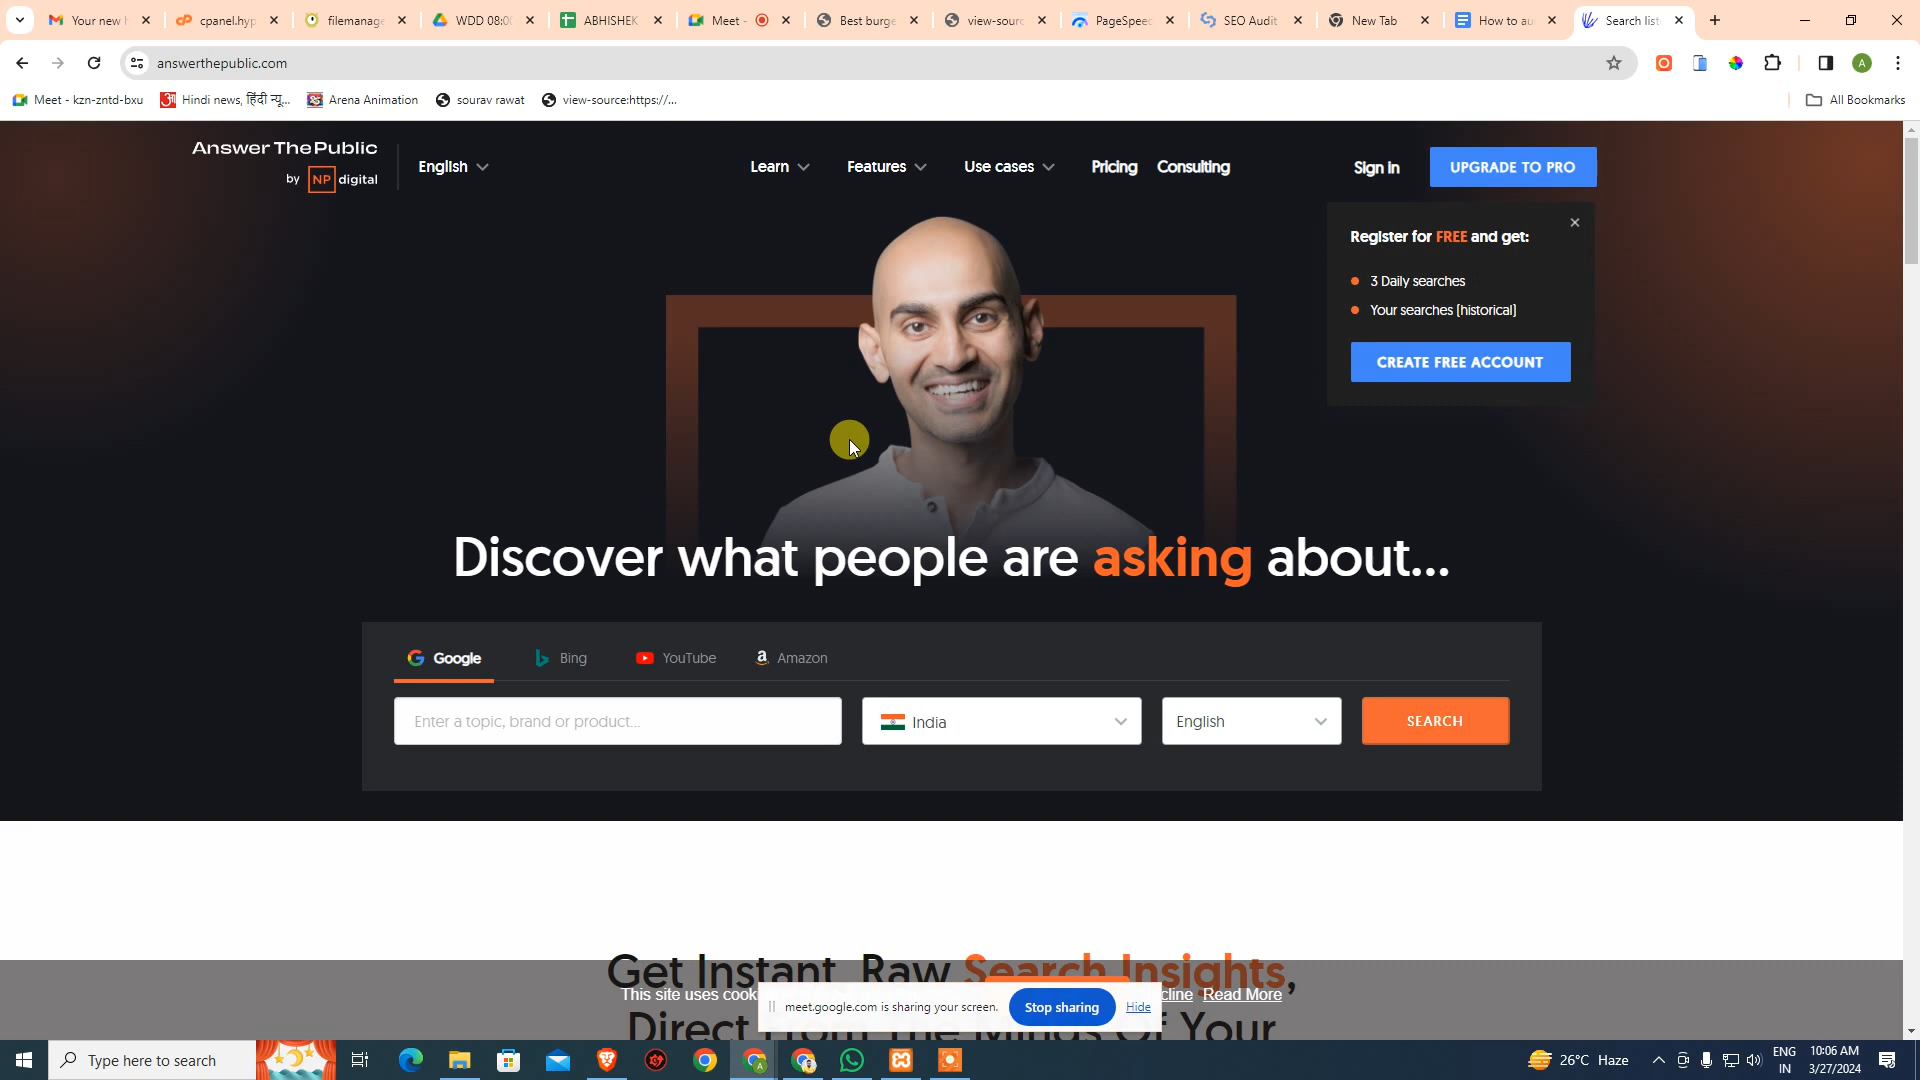 Your new h
cpanel.hyp
filemanage
WDD 08:00
ABHISHEK
Meet -
Best burge
view-sourc
PageSpeed
SEO Audit
New Tab
How to au
Search list
answerthepublic.com
A
Meet - kzn-zntd-bxu
Hindi news, हिंदी न्यू...
Arena Animation
sourav rawat
view-source:https://...
All Bookmarks
Answer The Public
by NP digital
English
Learn
Features
Use cases
Pricing
Consulting
Sign in
UPGRADE TO PRO
Register for FREE and get:
3 Daily searches
Your searches (historical)
CREATE FREE ACCOUNT
Discover what people are asking about...
Google
Bing
YouTube
Amazon
Enter a topic, brand or product...
India
English
SEARCH
Get Instant, Raw Search Insights,
This site uses cook
cline Read More
meet.google.com is sharing your screen.
Stop sharing
Hide
Direct From The Minds Of Your
Type here to search
26°C Haze
ENG
IN
10:06 AM
3/27/2024